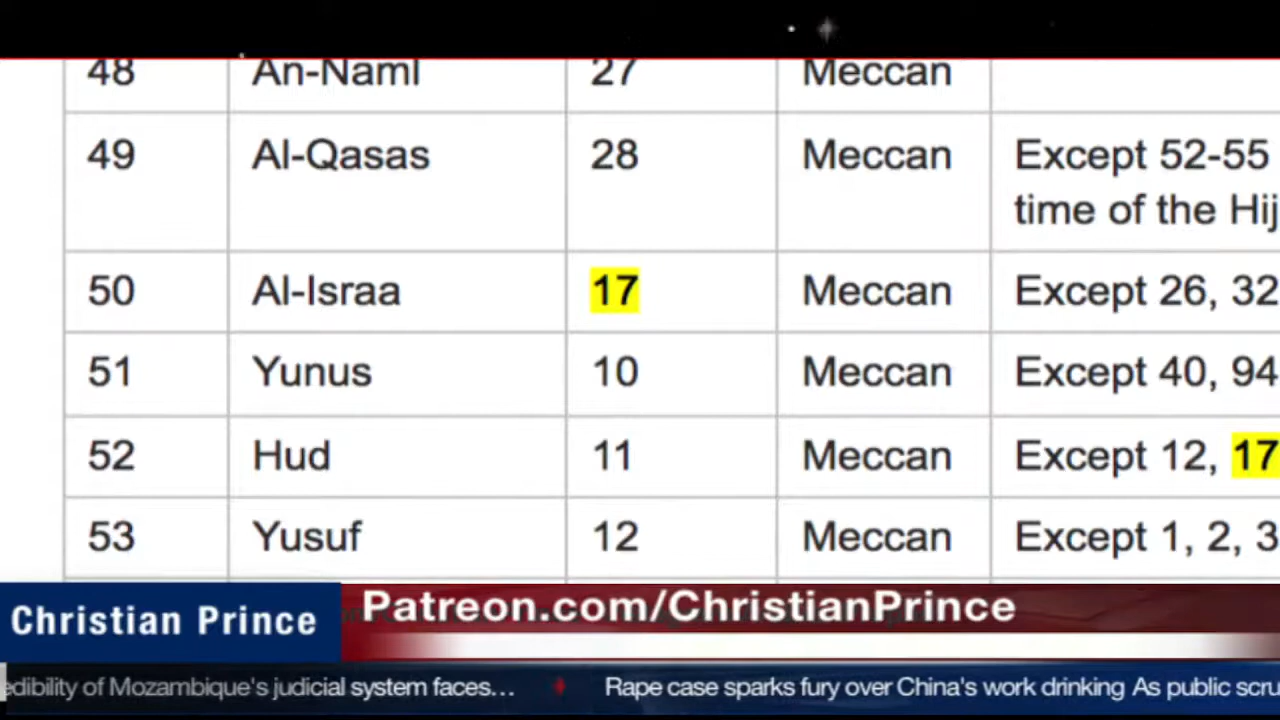 48 An-Naml 27 Meccan
49 Al-Qasas 28 Meccan Except 52-55
time of the Hij
50 Al-Israa 17 Meccan Except 26, 32
51 Yunus 10 Meccan Except 40, 94
52 Hud 11 Meccan Except 12, 17
53 Yusuf 12 Meccan Except 1, 2, 3
Christian Prince Patreon.com/ChristianPrince
edibility of Mozambique's judicial system faces... Rape case sparks fury over China's work drinking As public scru